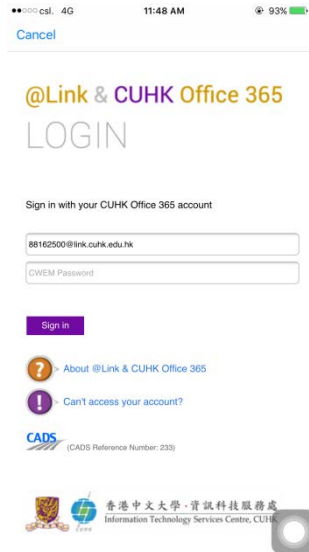 csl. 4G 11:48 AM 93%
Cancel
@Link & CUHK Office 365
LOGIN
Sign in with your CUHK Office 365 account
88162500@link.cuhk.edu.hk
CWEM Password
Sign in
? > About @Link & CUHK Office 365
! > Can't access your account?
CADS (CADS Reference Number: 233)
香港中文大學·資訊科技服務處
Information Technology Services Centre, CUHK